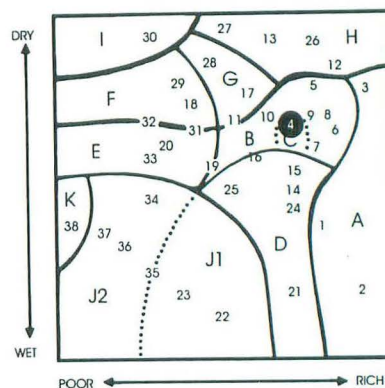 DRY
I 30 27 13 26 H
12
29 28 G 5 3
F 18 17
32 31 11 10 4 9 8 6
E 20 B C 7
33 19 16 15
K 34 25 14
38 37 24 1 A
36 D
35 J1
J2 23 21 2
22
WET
POOR RICH